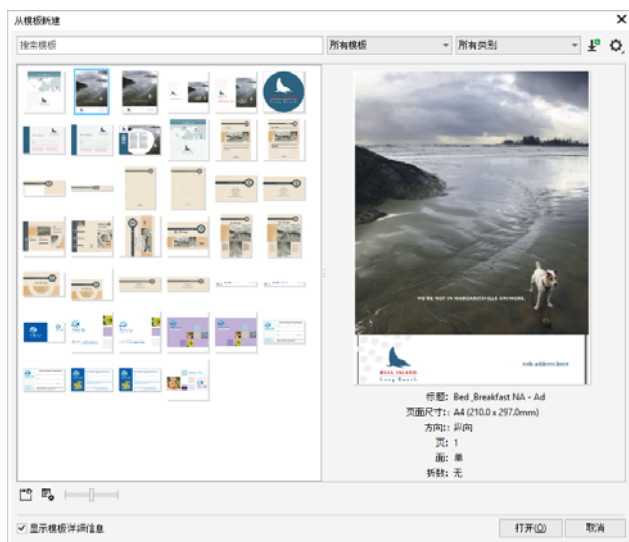 从模板新建
搜索模板
所有模板
所有类别
WE'RE NOT IN MARGARITAVILLE ANYMORE.
BELL ISLAND
Long Beach
web.address.here
标题: Bed ,Breakfast NA - Ad
页面尺寸:: A4 (210.0 x 297.0mm)
方向:: 纵向
页: 1
面: 单
折数: 无
显示模板详细信息
打开(O)
取消